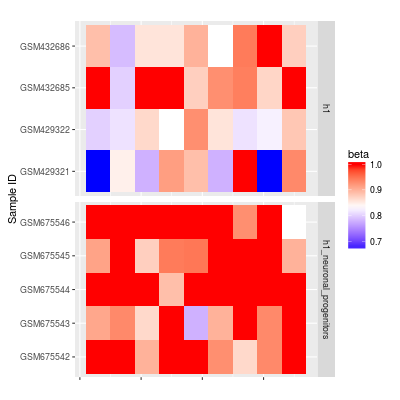 Sample ID
GSM432686
GSM432685
GSM429322
GSM429321
h1
GSM675546
GSM675545
GSM675544
GSM675543
GSM675542
h1_neuronal_progenitors
beta
1.0
0.9
0.8
0.7